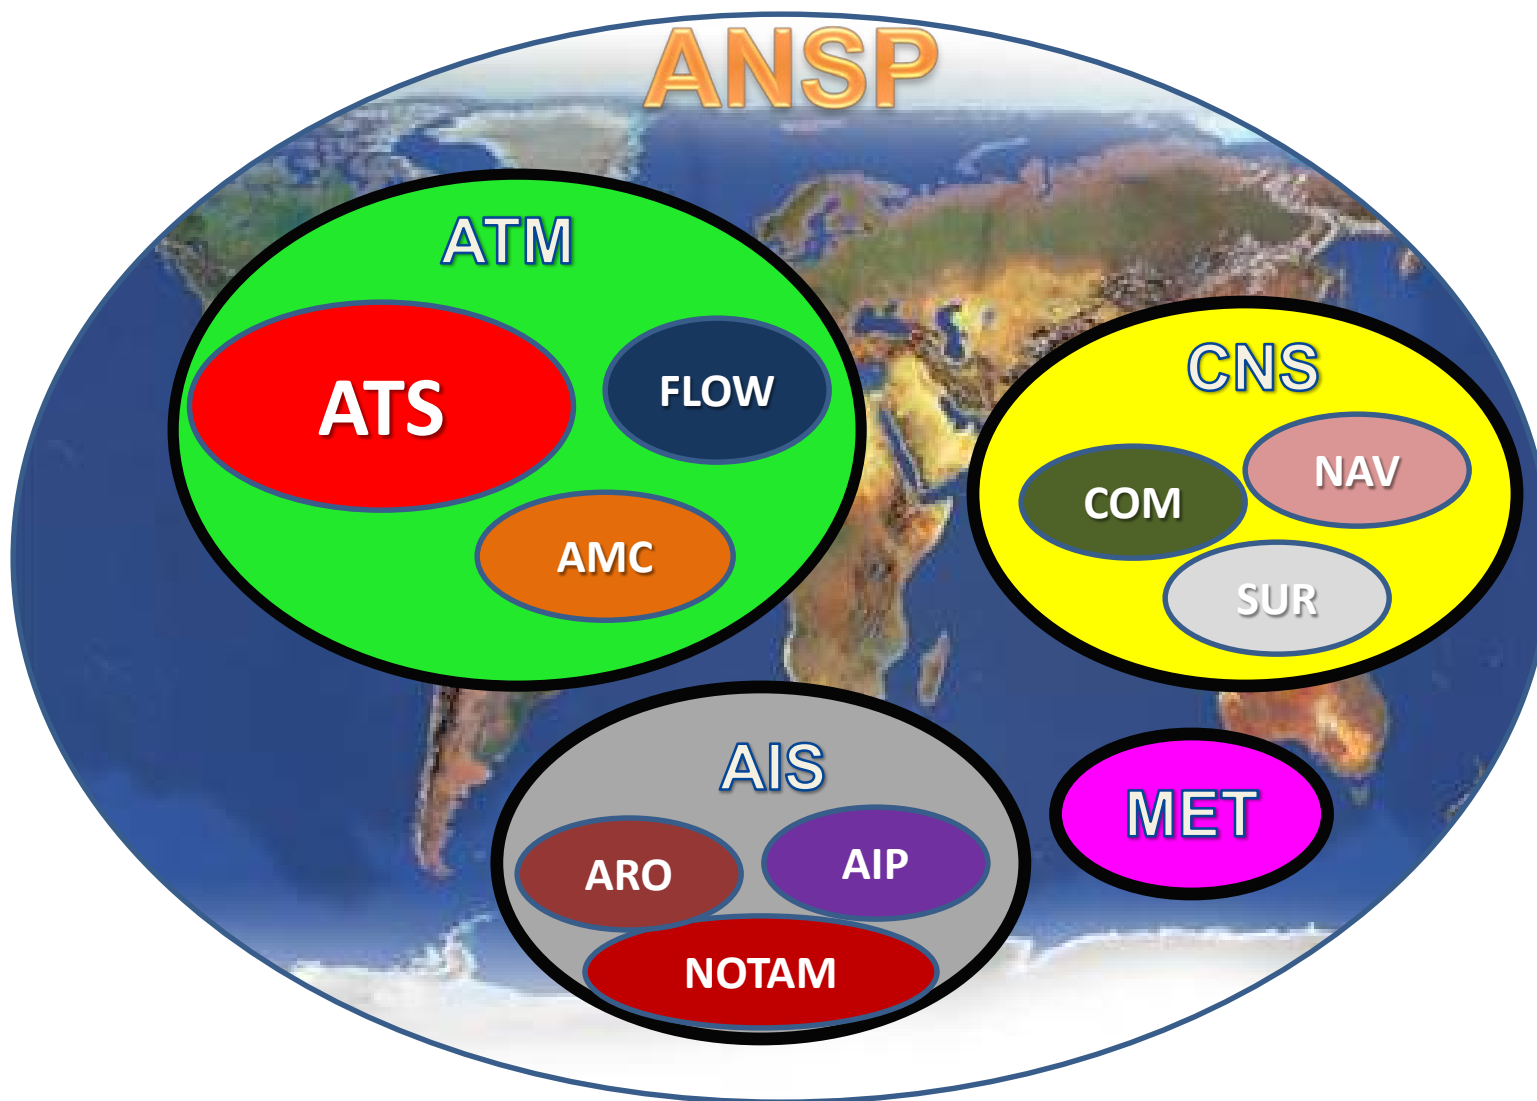 ANSP
ATM
ATS
FLOW
AMC
CNS
COM
NAV
SUR
AIS
ARO
AIP
NOTAM
MET